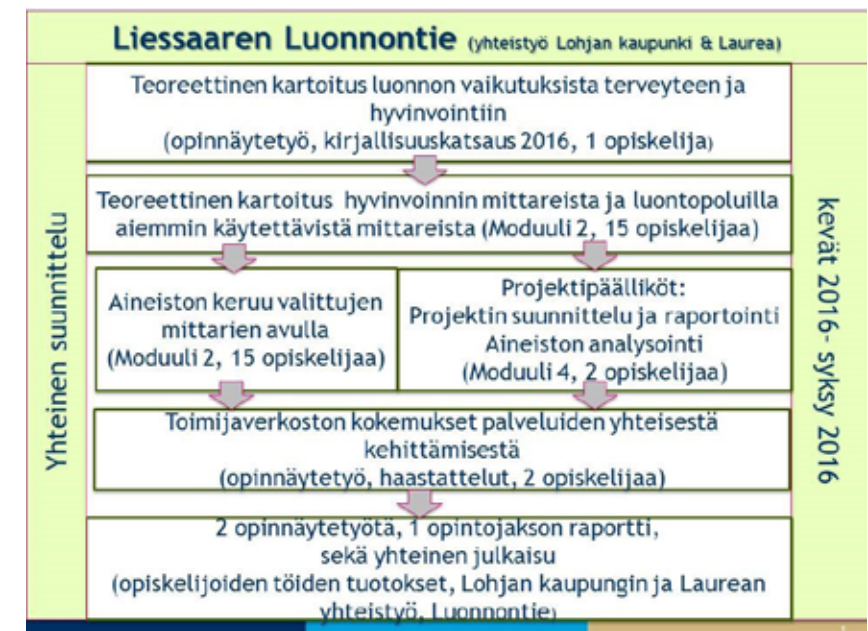 Liessaaren Luonnontie (yhteistyö Lohjan kaupunki & Laurea)
Yhteinen suunnittelu
Teoreettinen kartoitus luonnon vaikutuksista terveyteen ja
hyvinvointiin
(opinnäytetyö, kirjallisuuskatsaus 2016, 1 opiskelija)
Teoreettinen kartoitus hyvinvoinnin mittareista ja luontopoluilla
aiemmin käytettävistä mittareista (Moduuli 2, 15 opiskelijaa)
Aineiston keruu valittujen
mittarien avulla
(Moduuli 2, 15 opiskelijaa)
Projektipäälliköt:
Projektin suunnittelu ja raportointi
Aineiston analysointi
(Moduuli 4, 2 opiskelijaa)
Toimijaverkoston kokemukset palveluiden yhteisestä
kehittämisestä
(opinnäytetyö, haastattelut, 2 opiskelijaa)
2 opinnäytetyötä, 1 opintojakson raportti,
sekä yhteinen julkaisu
(opiskelijoiden töiden tuotokset, Lohjan kaupungin ja Laurean
yhteistyö, Luonnontie)
kevät 2016- syksy 2016